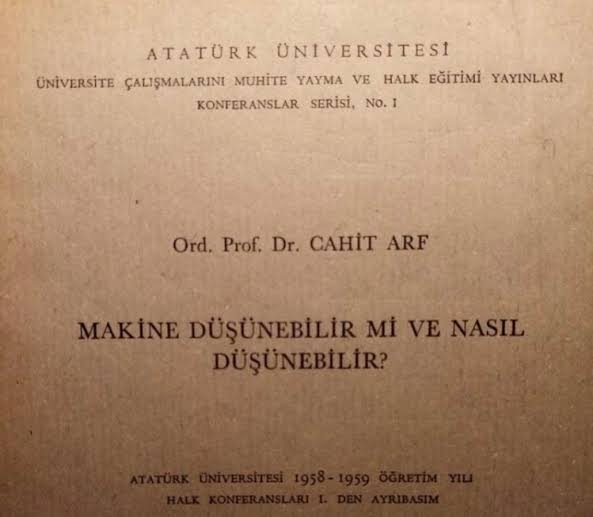 ATATÜRK ÜNİVERSİTESİ
ÜNİVERSİTE ÇALIŞMALARINI MUHİTE YAYMA VE HALK EĞİTİMİ YAYINLARI
KONFERANSLAR SERİSİ, No. 1
Ord. Prof. Dr. CAHİT ARF
MAKİNE DÜŞÜNEBİLİR Mİ VE NASIL
DÜŞÜNEBİLİR?
ATATÜRK ÜNİVERSİTESİ 1958-1959 ÖĞRETİM YILI
HALK KONFERANSLARI I. DEN AYRIBASIM